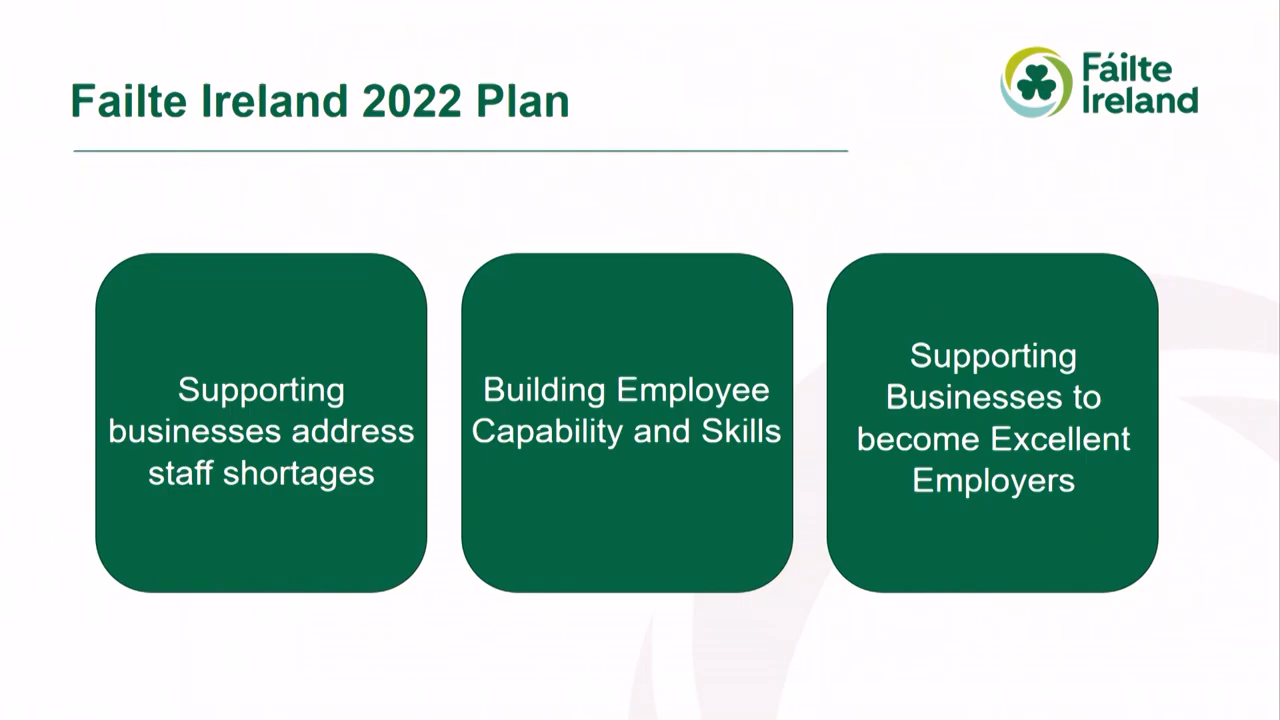 Failte Ireland 2022 Plan
Fáilte
Ireland
Supporting
businesses address
staff shortages
Building Employee
Capability and Skills
Supporting
Businesses to
become Excellent
Employers